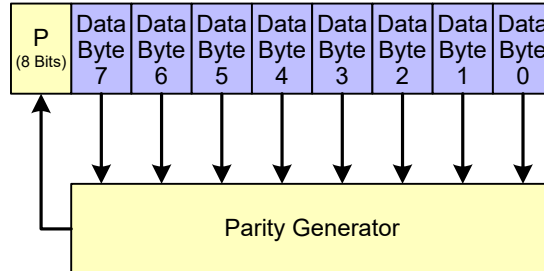 P
(8 Bits)
Data
Byte
7
Data
Byte
6
Data
Byte
5
Data
Byte
4
Data
Byte
3
Data
Byte
2
Data
Byte
1
Data
Byte
0
Parity Generator